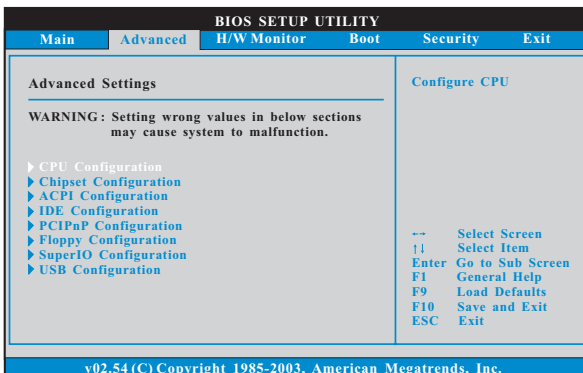 BIOS SETUP UTILITY
Main Advanced H/W Monitor Boot Security Exit
Advanced Settings
WARNING : Setting wrong values in below sections
may cause system to malfunction.
CPU Configuration
Chipset Configuration
ACPI Configuration
IDE Configuration
PCIPnP Configuration
Floppy Configuration
SuperIO Configuration
USB Configuration
Configure CPU
←→ Select Screen
↑↓ Select Item
Enter Go to Sub Screen
F1 General Help
F9 Load Defaults
F10 Save and Exit
ESC Exit
v02.54 (C) Copyright 1985-2003, American Megatrends, Inc.